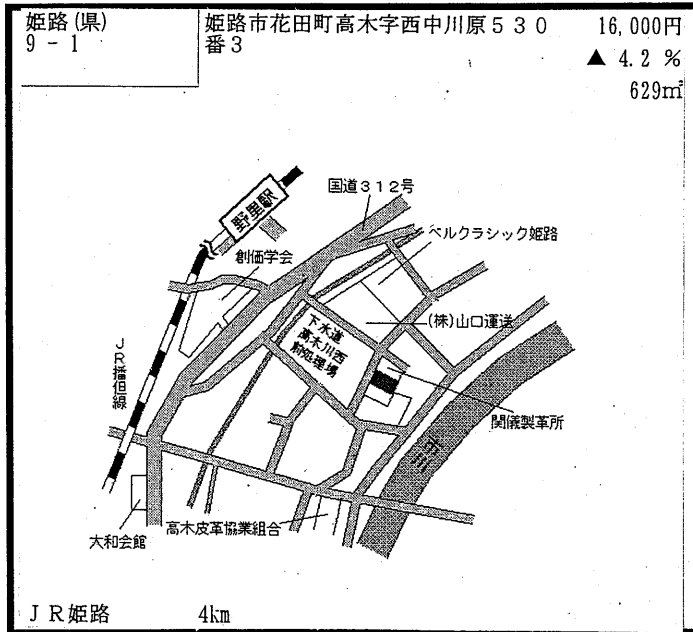 姫路(県)
9-1
姫路市花田町高木字西中川原530
番3
16,000円
▲ 4.2 %
629㎡
国道312号
野里駅
ベルクラシック姫路
創価学会
(株)山口運送
下水道
高木川西
前処理場
JR播但線
関儀製革所
市川
高木皮革協業組合
大和会館
JR姫路 4km